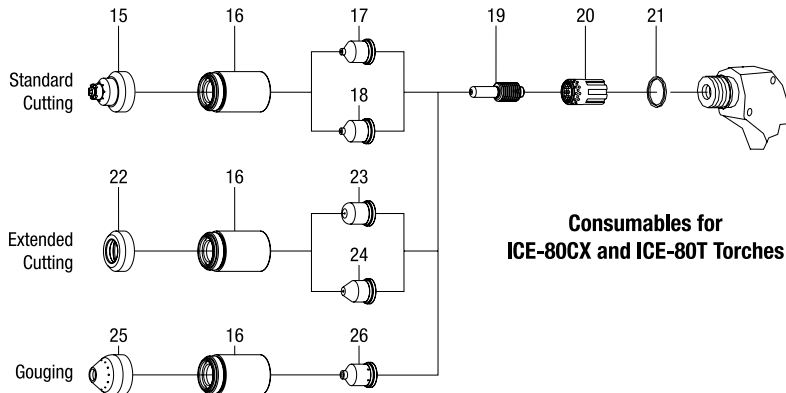 15 16 17 19 20 21
Standard
Cutting
18
22 16 23
Extended
Cutting
24
Consumables for
ICE-80CX and ICE-80T Torches
25 16 26
Gouging